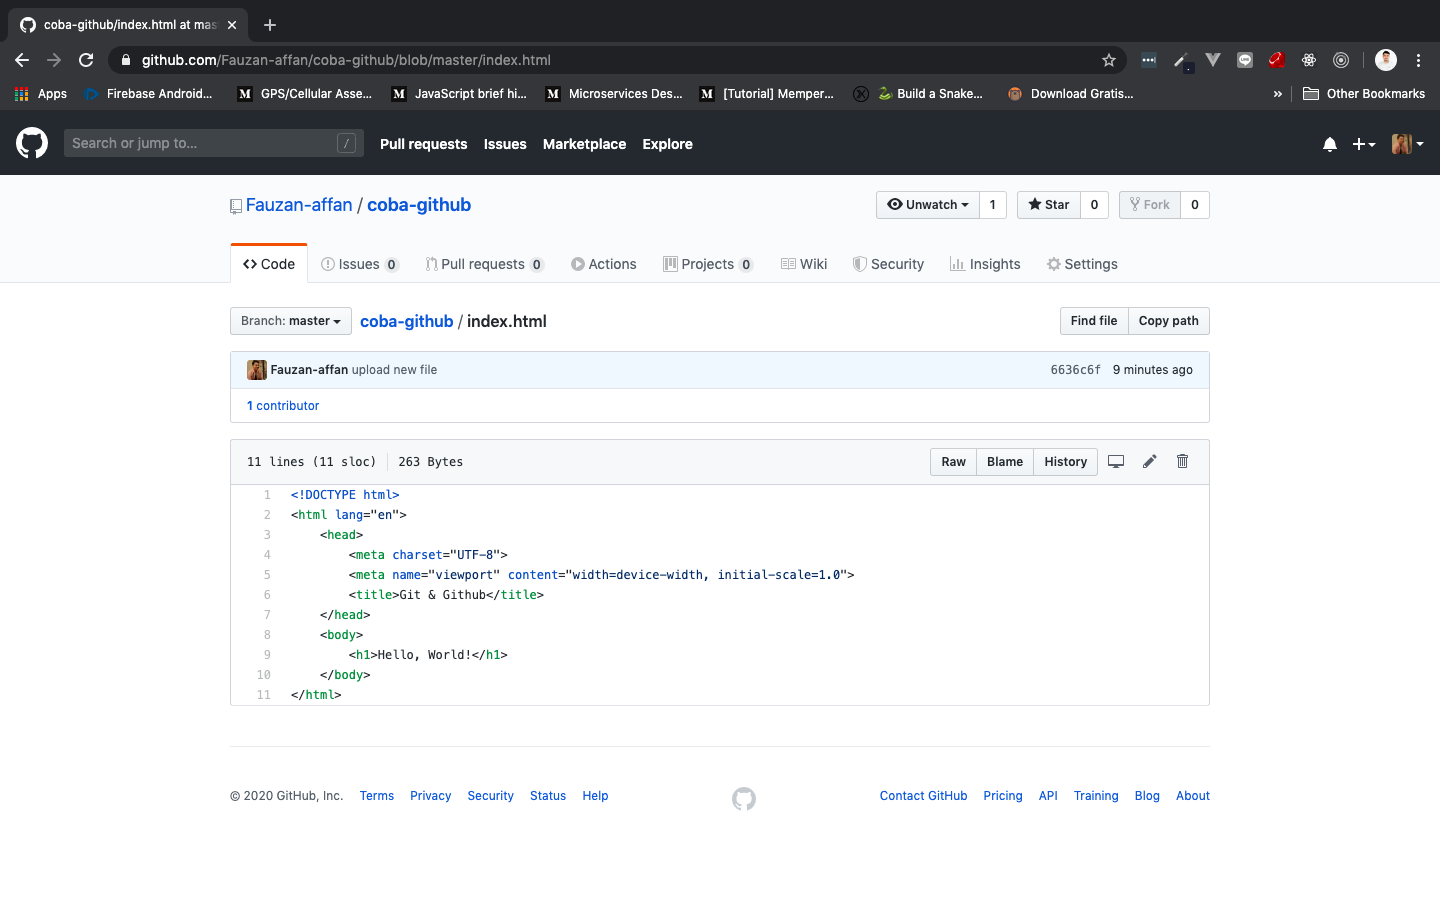 coba-github/index.html at mas
github.com/Fauzan-affan/coba-github/blob/master/index.html
Apps Firebase Android... GPS/Cellular Asse... JavaScript brief hi... Microservices Des... [Tutorial] Memper... Build a Snake... Download Gratis... » Other Bookmarks
Search or jump to... / Pull requests Issues Marketplace Explore
Fauzan-affan / coba-github Unwatch 1 Star 0 Fork 0
Code Issues 0 Pull requests 0 Actions Projects 0 Wiki Security Insights Settings
Branch: master coba-github / index.html Find file Copy path
Fauzan-affan upload new file 6636c6f 9 minutes ago
1 contributor
11 lines (11 sloc) 263 Bytes Raw Blame History
1 <!DOCTYPE html>
2 <html lang="en">
3 <head>
4 <meta charset="UTF-8">
5 <meta name="viewport" content="width=device-width, initial-scale=1.0">
6 <title>Git & Github</title>
7 </head>
8 <body>
9 <h1>Hello, World!</h1>
10 </body>
11 </html>
© 2020 GitHub, Inc. Terms Privacy Security Status Help Contact GitHub Pricing API Training Blog About